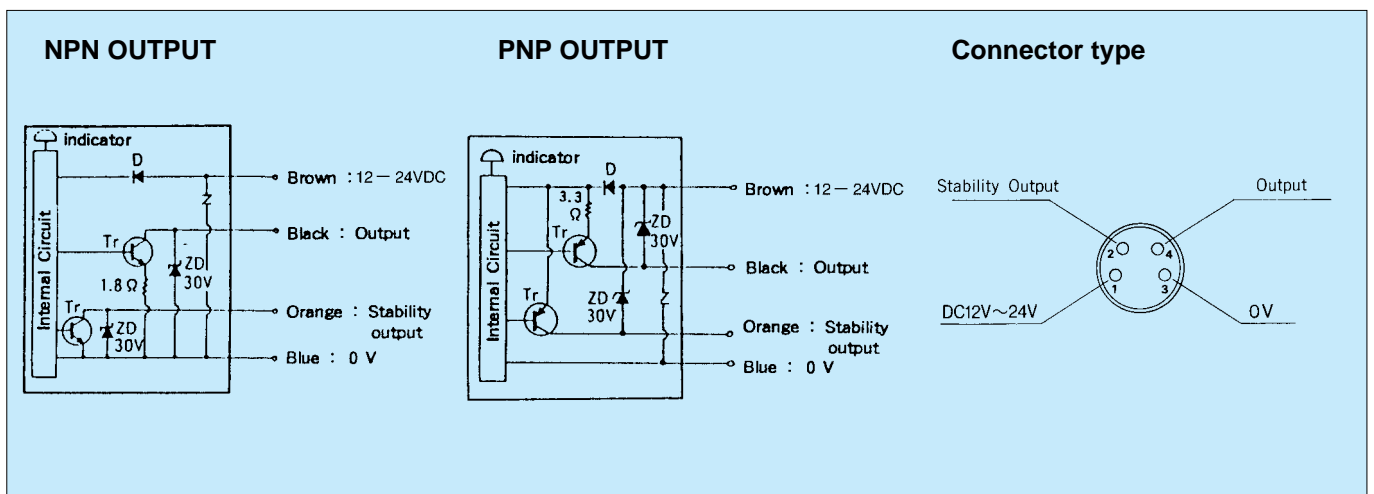 NPN OUTPUT
indicator
D
Brown : 12 — 24VDC
Z
Internal Circuit
Tr
Black : Output
ZD
30V
1.8 Ω
Tr
Orange : Stability
output
ZD
30V
Blue : 0 V
PNP OUTPUT
indicator
D
Brown : 12 — 24VDC
3.3
Ω
Internal Circuit
Tr
ZD
30V
Black : Output
Tr
ZD
30V
Z
Orange : Stability
output
Blue : 0 V
Connector type
Stability Output
Output
2
4
1
3
DC12V~24V
0V